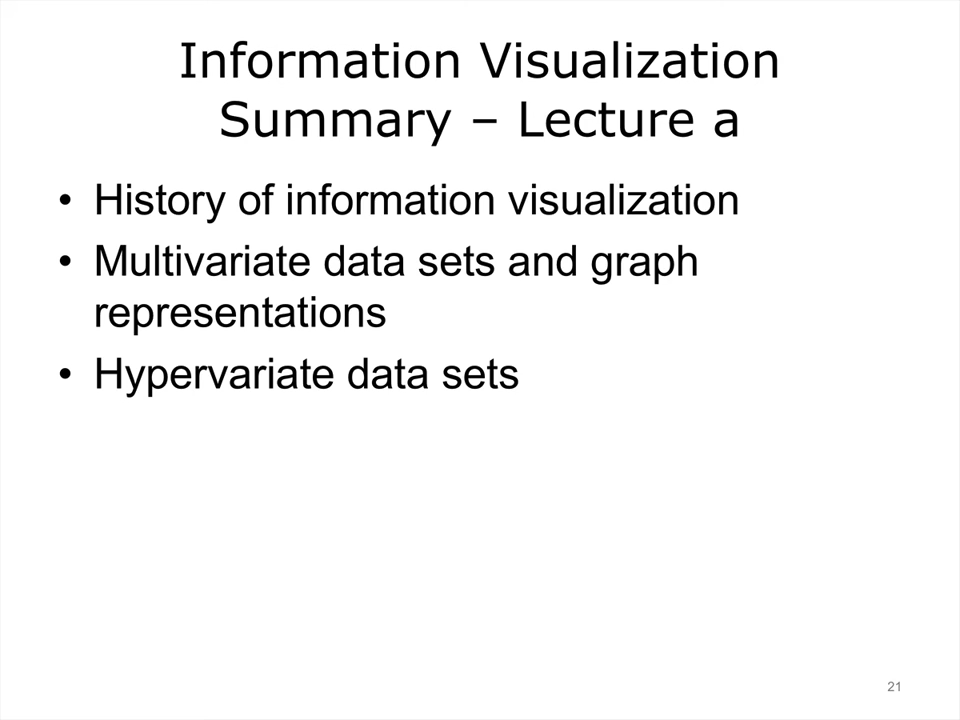 Information Visualization
Summary – Lecture a
• History of information visualization
• Multivariate data sets and graph
representations
• Hypervariate data sets
21